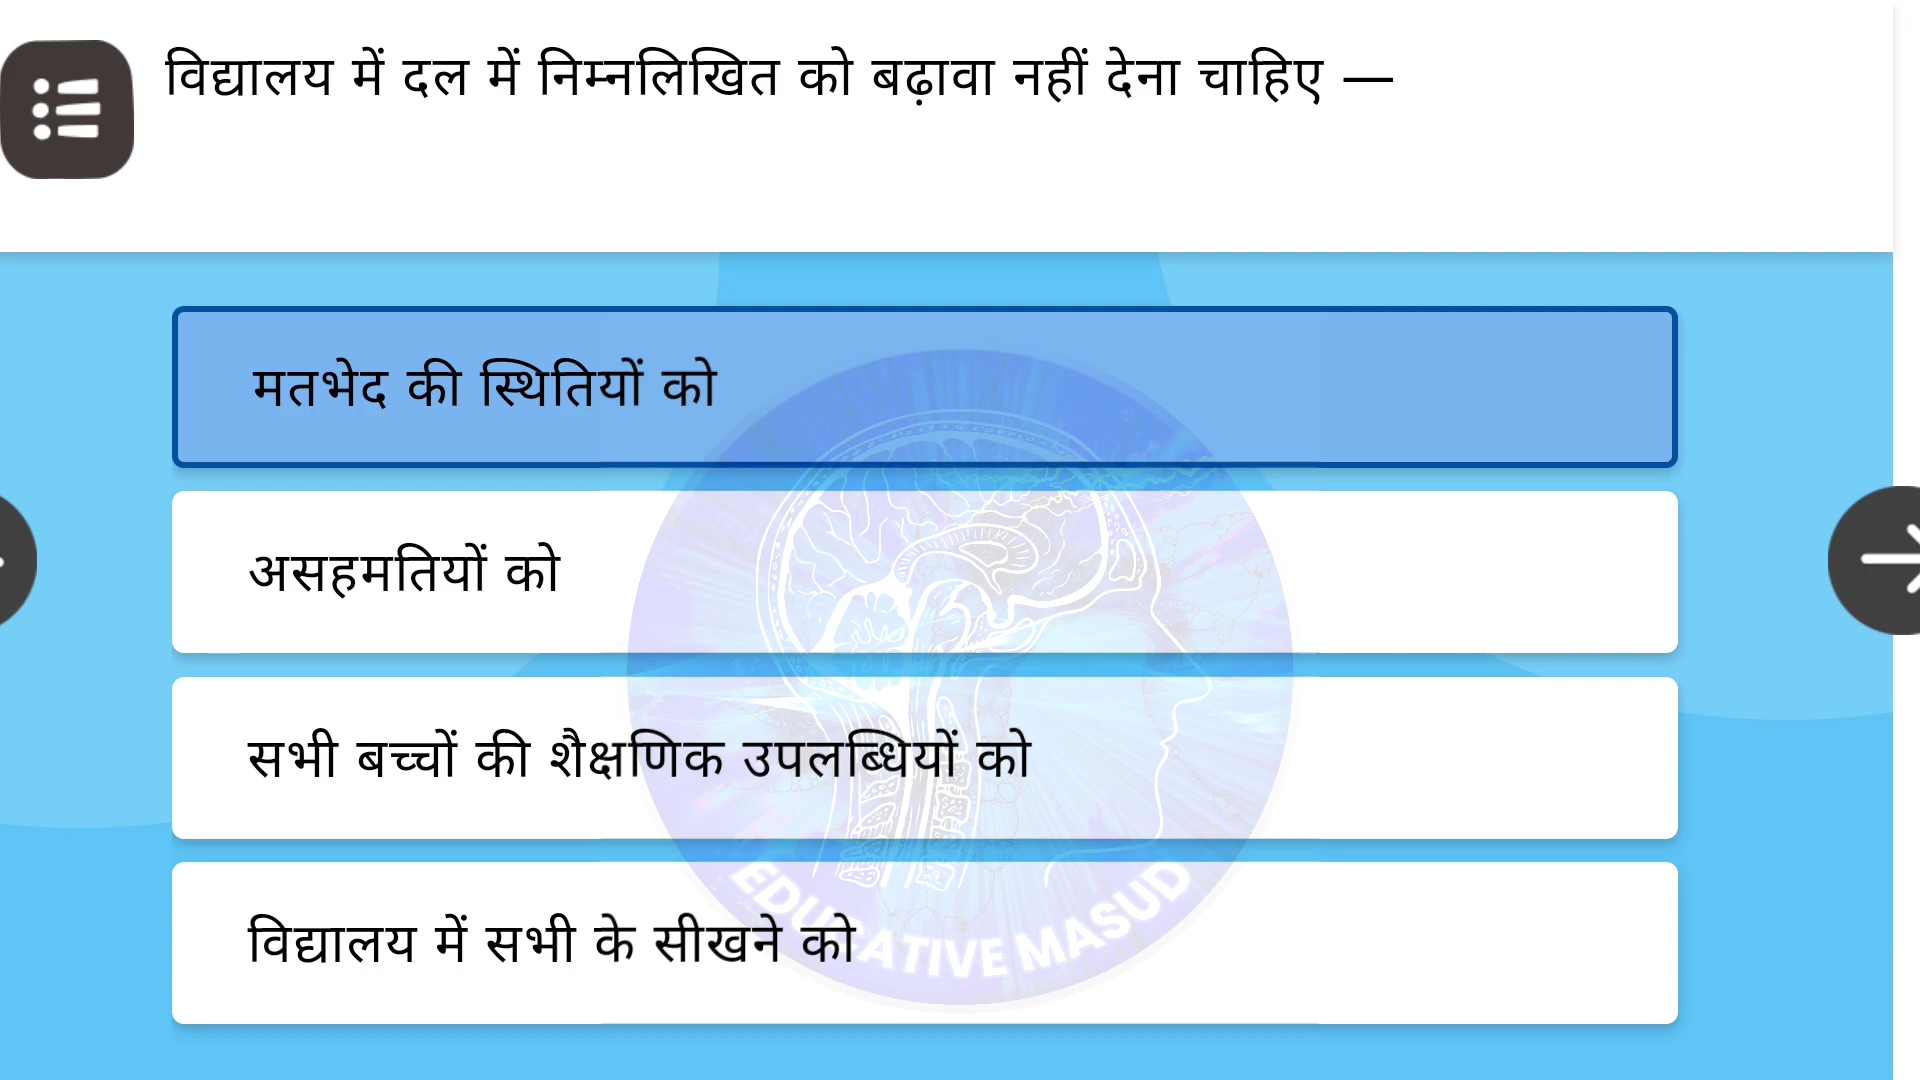 विद्यालय में दल में निम्नलिखित को बढ़ावा नहीं देना चाहिए —
मतभेद की स्थितियों को
असहमतियों को
सभी बच्चों की शैक्षणिक उपलब्धियों को
विद्यालय में सभी के सीखने को
EDUCATIVE MASUD